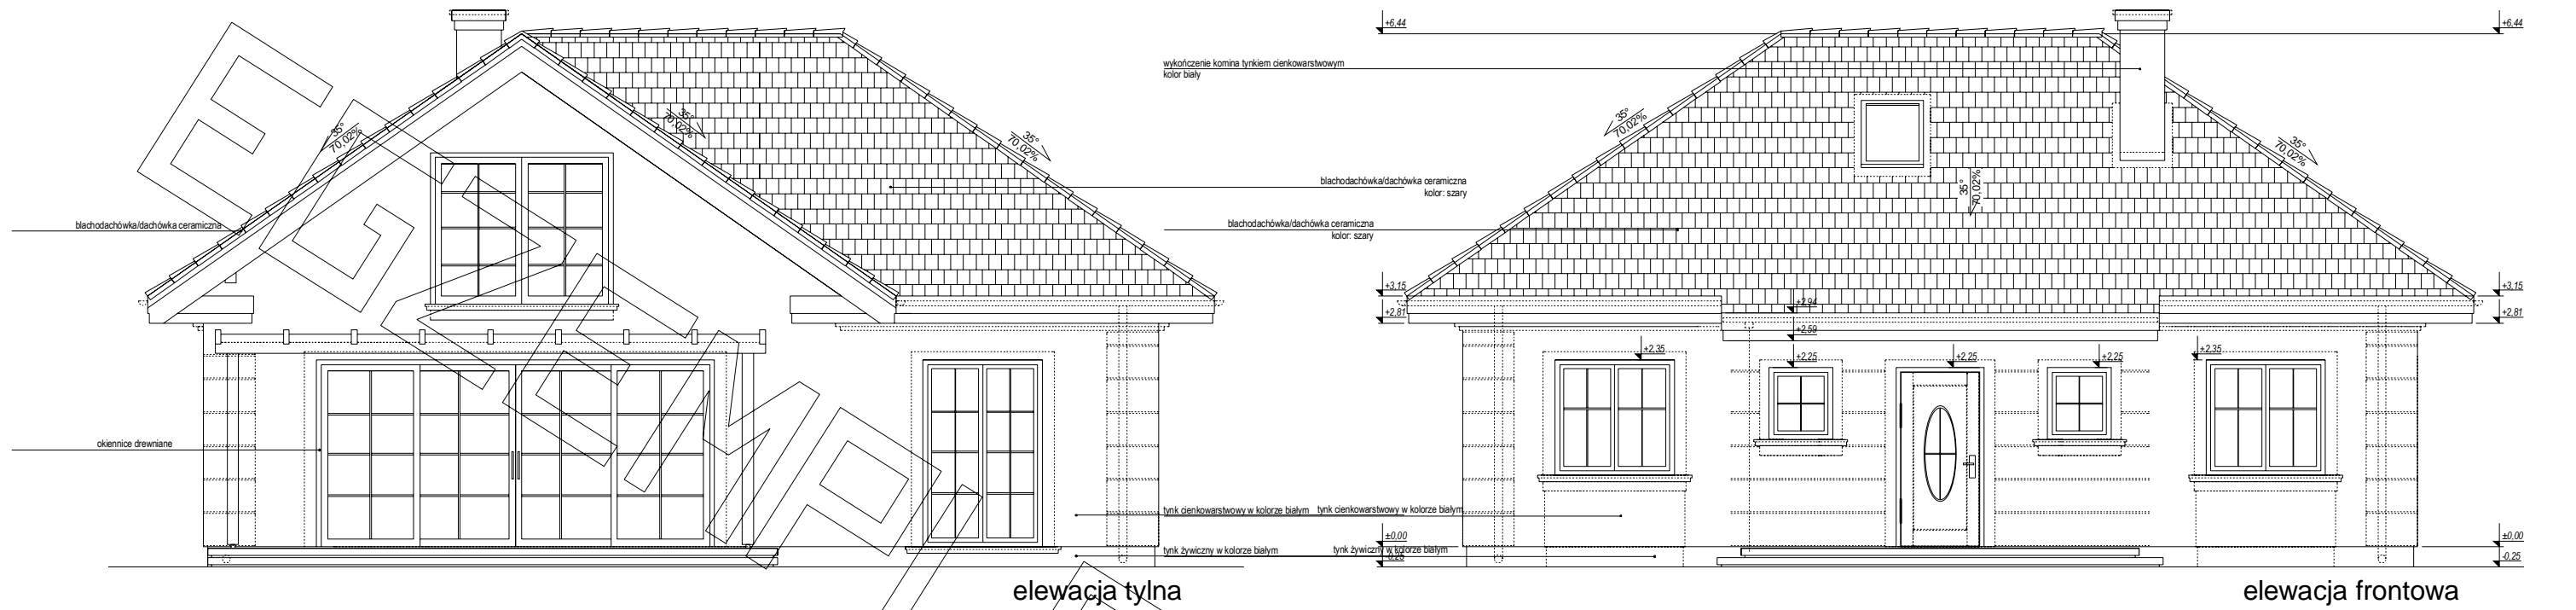 +6,44
+6,44
wykończenie komina tynkiem cienkowarstwowym
kolor biały
35°
70,02%
35°
70,02%
35°
70,02%
35°
70,02%
35°
70,02%
35°
70,02%
blachodachówka/dachówka ceramiczna
kolor: szary
blachodachówka/dachówka ceramiczna
blachodachówka/dachówka ceramiczna
kolor: szary
+3,15
+3,15
+2,94
+2,81
+2,81
+2,59
+2,35
+2,25
+2,25
+2,25
+2,35
okiennice drewniane
tynk cienkowarstwowy w kolorze białym
tynk cienkowarstwowy w kolorze białym
±0,00
±0,00
tynk żywiczny w kolorze białym
tynk żywiczny w kolorze białym
-0,25
-0,25
elewacja tylna
elewacja frontowa